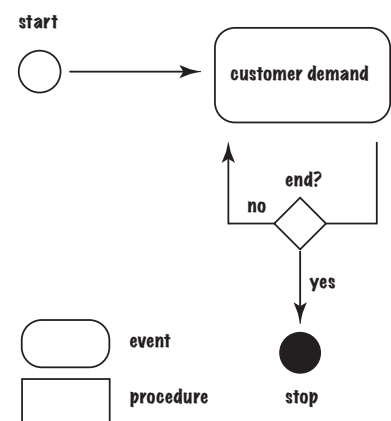 start
customer demand
end?
no
yes
event
procedure
stop